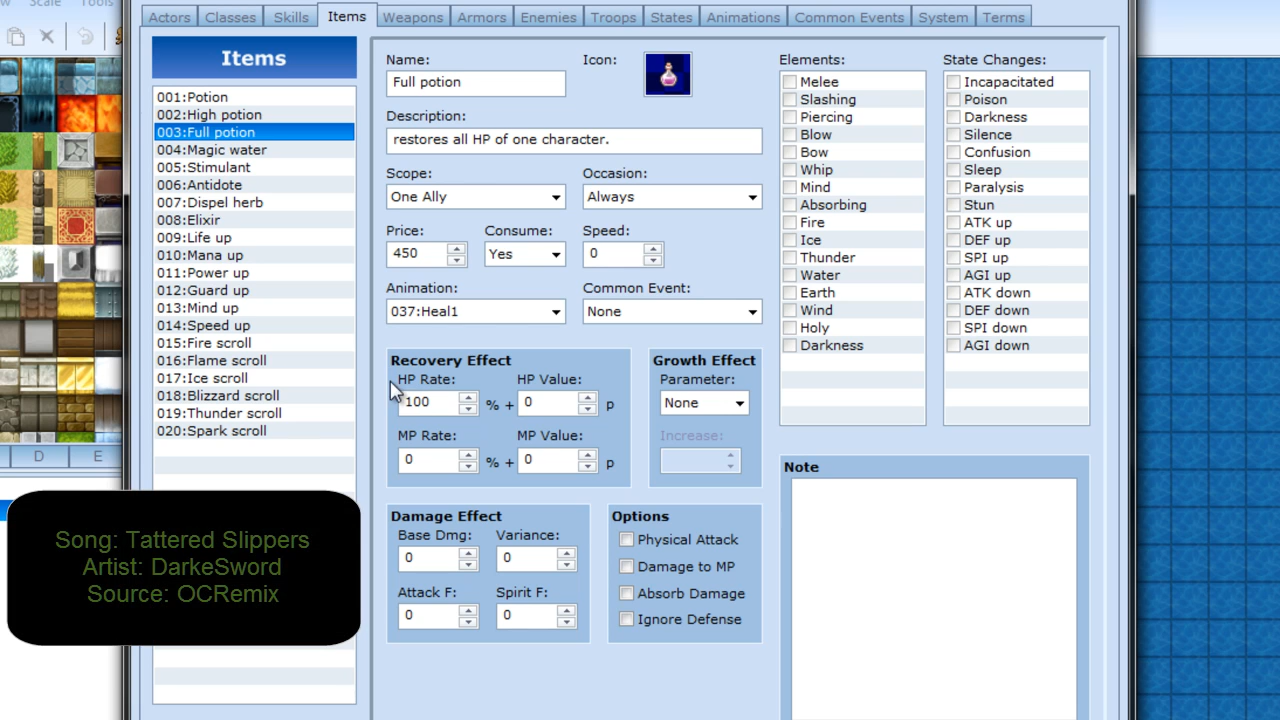 Scale Tools
Actors Classes Skills Items Weapons Armors Enemies Troops States Animations Common Events System Terms
Items
001:Potion
002:High potion
003:Full potion
004:Magic water
005:Stimulant
006:Antidote
007:Dispel herb
008:Elixir
009:Life up
010:Mana up
011:Power up
012:Guard up
013:Mind up
014:Speed up
015:Fire scroll
016:Flame scroll
017:Ice scroll
018:Blizzard scroll
019:Thunder scroll
020:Spark scroll
D E
Song: Tattered Slippers
Artist: DarkeSword
Source: OCRemix
Name: Icon:
Full potion
Description:
restores all HP of one character.
Scope: Occasion:
One Ally Always
Price: Consume: Speed:
450 Yes 0
Animation: Common Event:
037:Heal1 None
Recovery Effect
HP Rate: HP Value:
100 % + 0 p
MP Rate: MP Value:
0 % + 0 p
Growth Effect
Parameter:
None
Increase:
Damage Effect
Base Dmg: Variance:
0 0
Attack F: Spirit F:
0 0
Options
Physical Attack
Damage to MP
Absorb Damage
Ignore Defense
Elements:
Melee
Slashing
Piercing
Blow
Bow
Whip
Mind
Absorbing
Fire
Ice
Thunder
Water
Earth
Wind
Holy
Darkness
State Changes:
Incapacitated
Poison
Darkness
Silence
Confusion
Sleep
Paralysis
Stun
ATK up
DEF up
SPI up
AGI up
ATK down
DEF down
SPI down
AGI down
Note